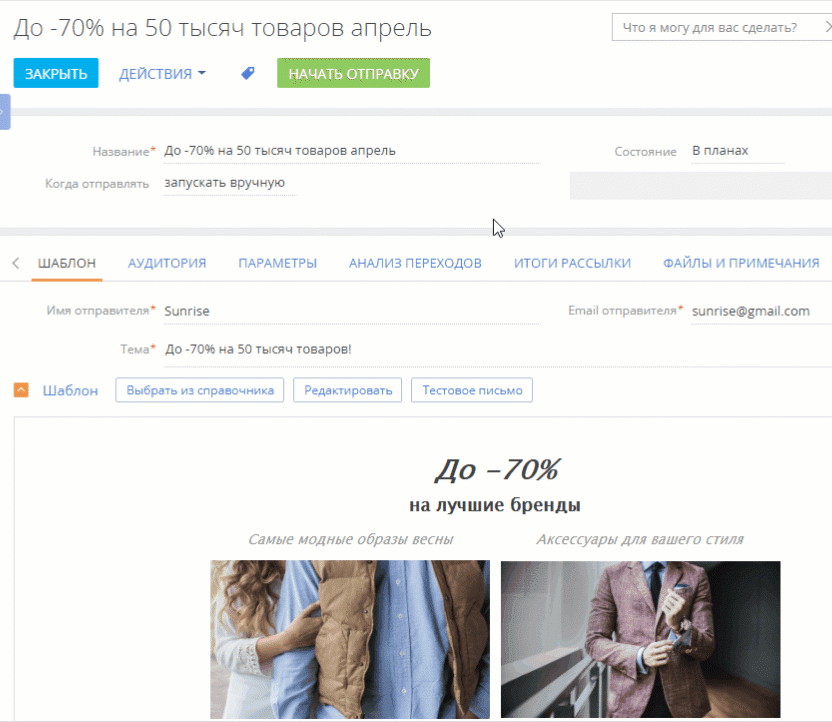 До -70% на 50 тысяч товаров апрель
Что я могу для вас сделать?
ЗАКРЫТЬ ДЕЙСТВИЯ НАЧАТЬ ОТПРАВКУ
Название* До -70% на 50 тысяч товаров апрель Состояние В планах
Когда отправлять запускать вручную
ШАБЛОН АУДИТОРИЯ ПАРАМЕТРЫ АНАЛИЗ ПЕРЕХОДОВ ИТОГИ РАССЫЛКИ ФАЙЛЫ И ПРИМЕЧАНИЯ
Имя отправителя* Sunrise Email отправителя* sunrise@gmail.com
Тема* До -70% на 50 тысяч товаров!
Шаблон Выбрать из справочника Редактировать Тестовое письмо
До -70%
на лучшие бренды
Самые модные образы весны Аксессуары для вашего стиля